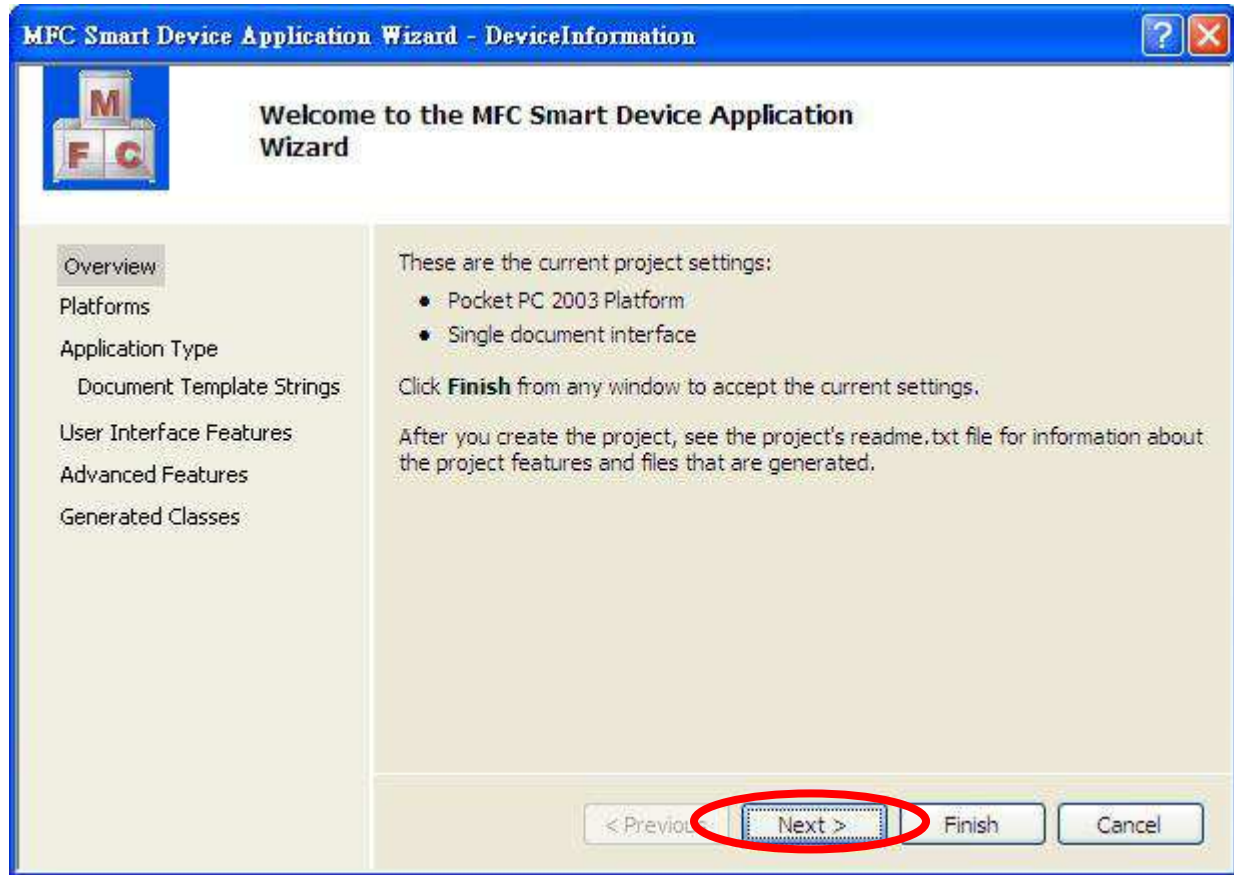 MFC Smart Device Application Wizard - DeviceInformation
M
F C
Welcome to the MFC Smart Device Application
Wizard
Overview
Platforms
Application Type
Document Template Strings
User Interface Features
Advanced Features
Generated Classes
These are the current project settings:
• Pocket PC 2003 Platform
• Single document interface
Click Finish from any window to accept the current settings.
After you create the project, see the project's readme.txt file for information about
the project features and files that are generated.
< Previous
Next >
Finish
Cancel